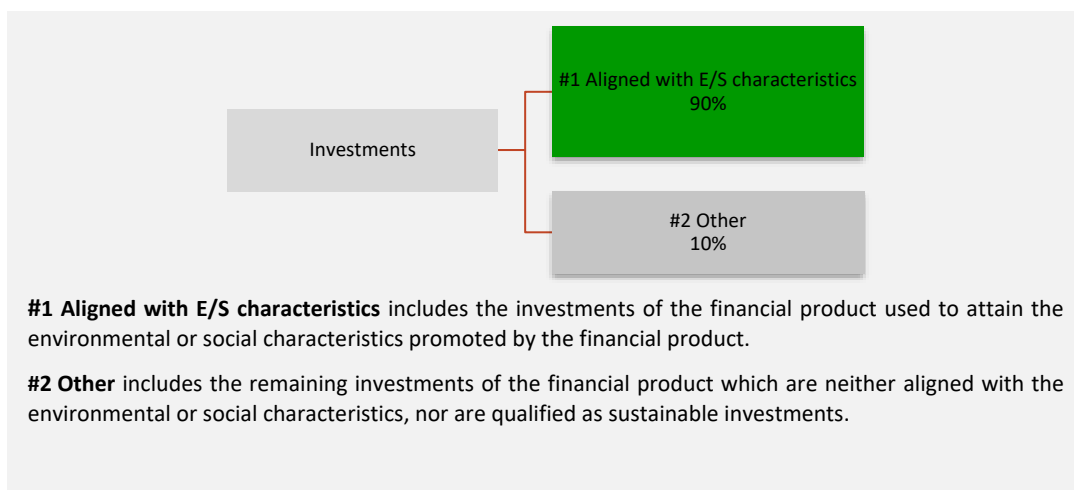 #1 Aligned with E/S characteristics
90%
Investments
#2 Other
10%
#1 Aligned with E/S characteristics includes the investments of the financial product used to attain the
environmental or social characteristics promoted by the financial product.
#2 Other includes the remaining investments of the financial product which are neither aligned with the
environmental or social characteristics, nor are qualified as sustainable investments.